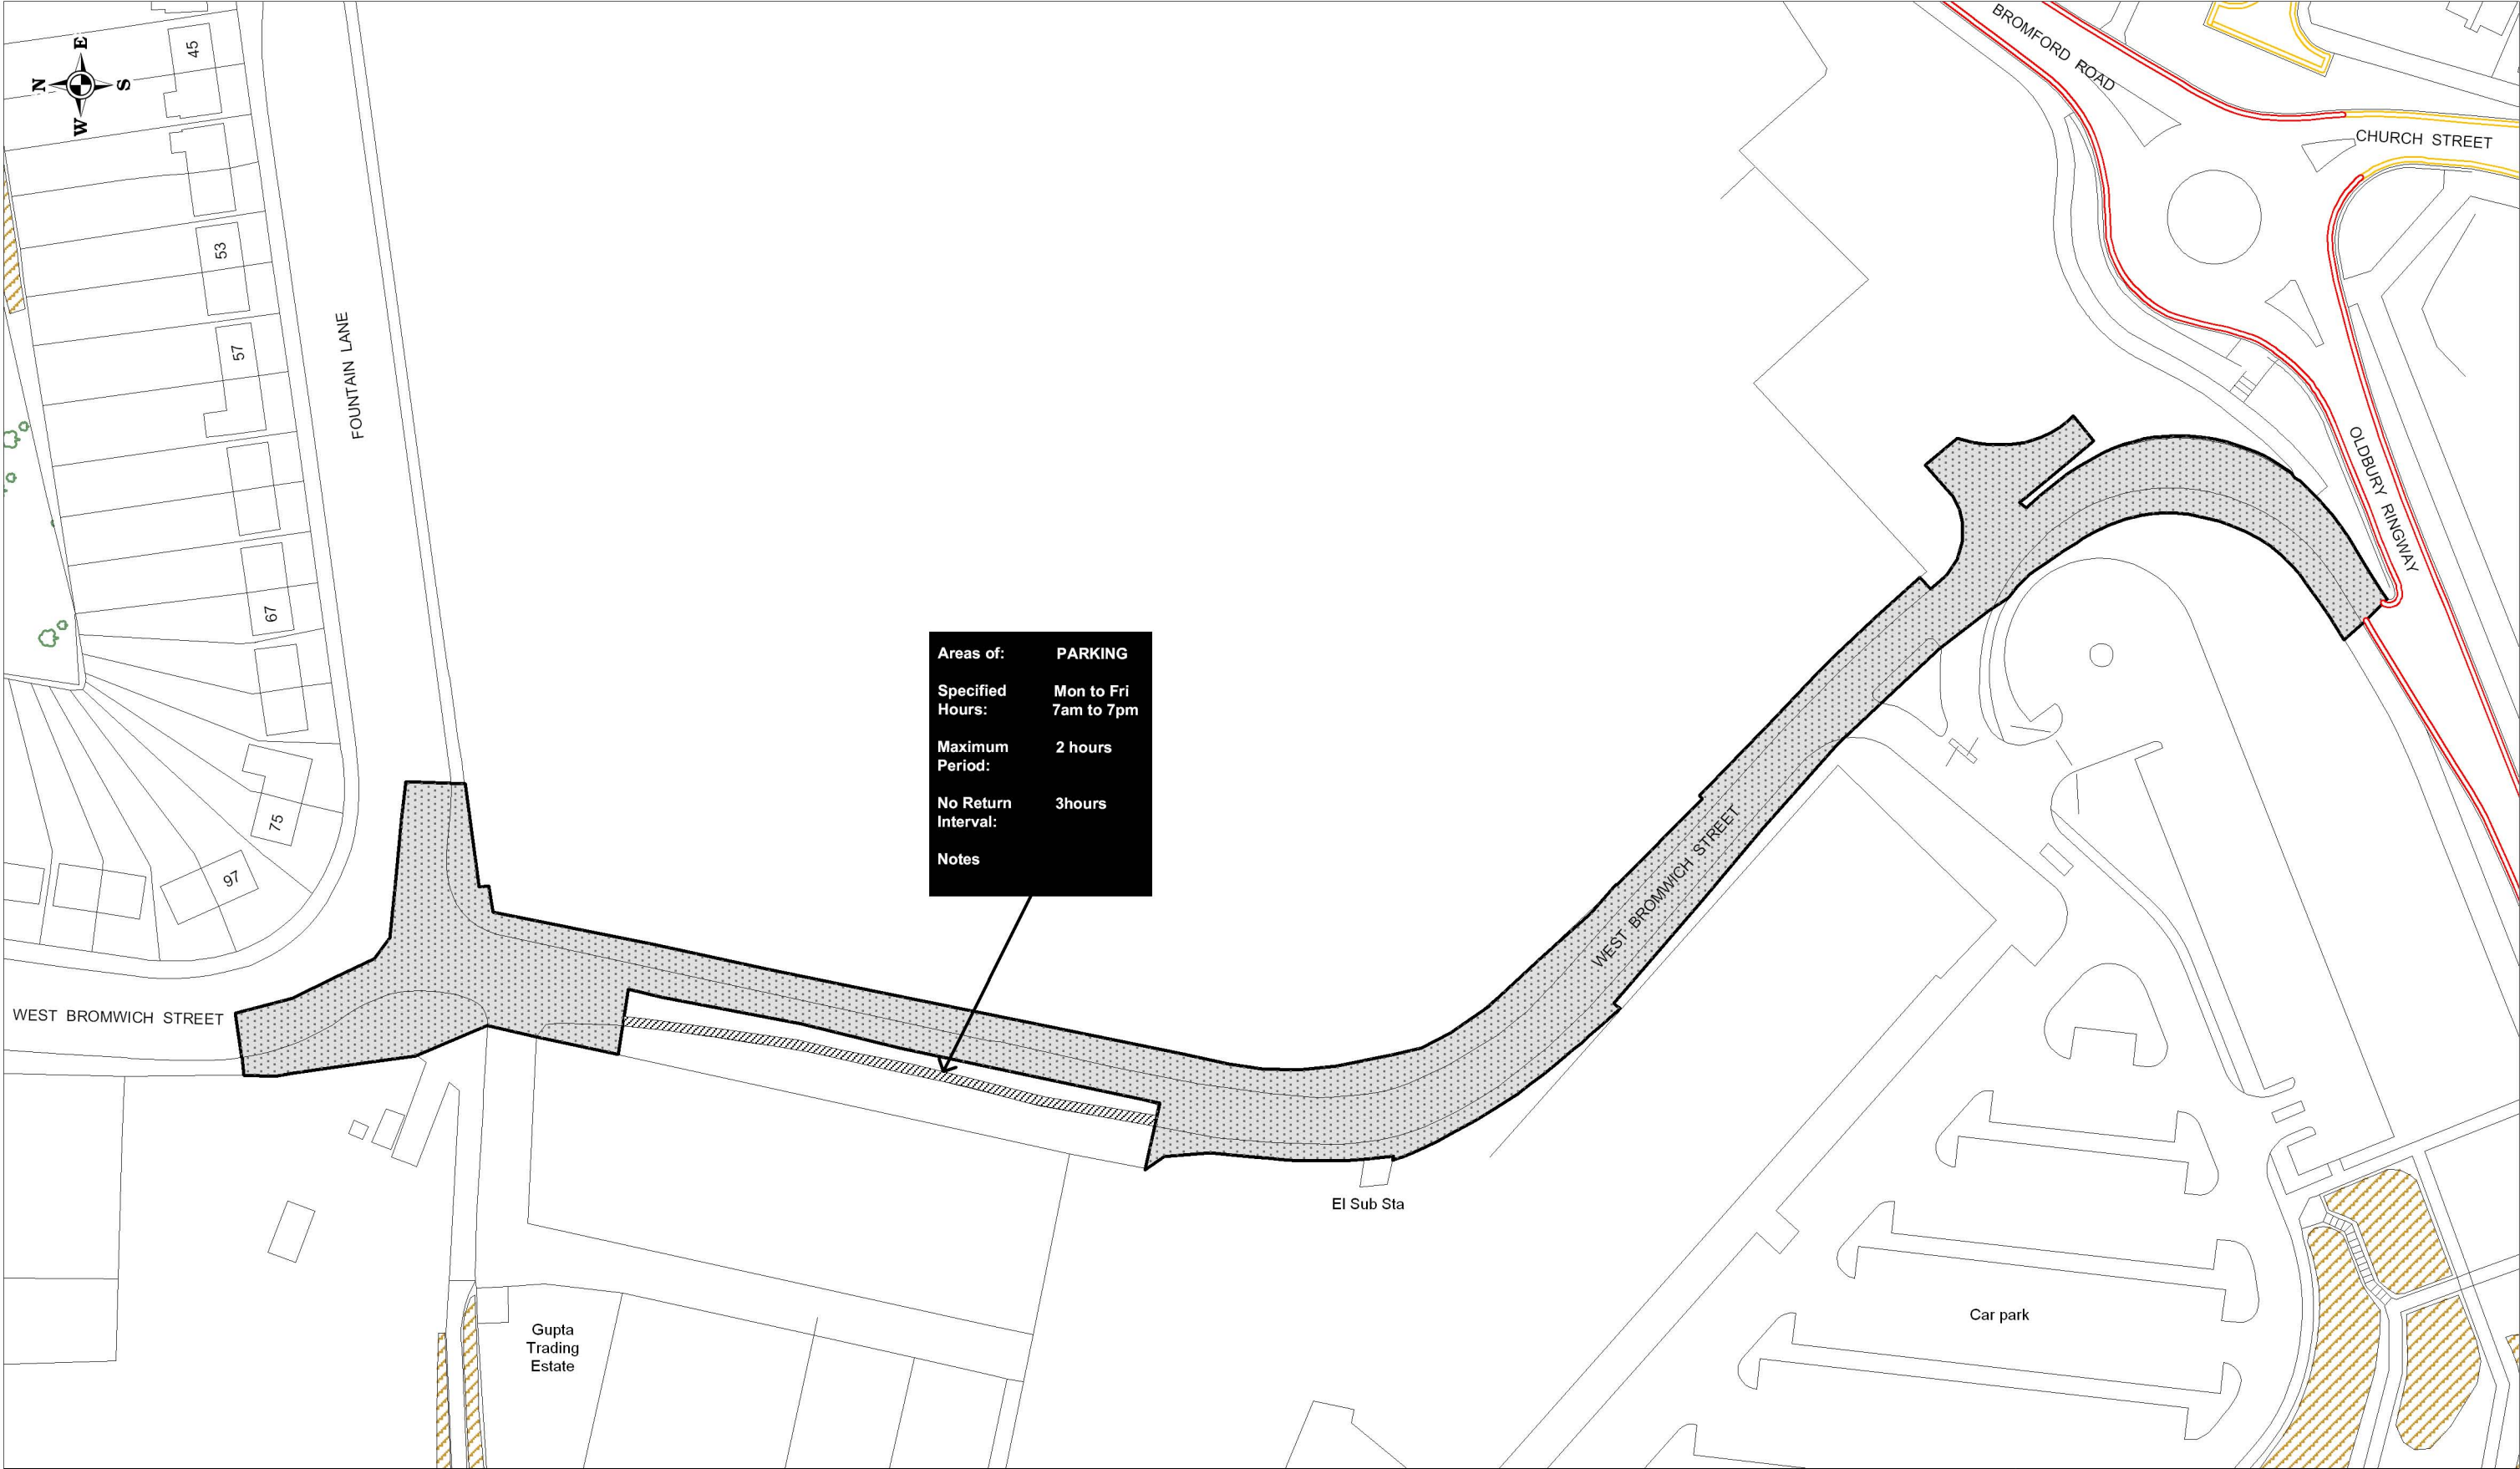 E
N
S
W
45
53
57
67
75
97
FOUNTAIN LANE
BROMFORD ROAD
CHURCH STREET
OLDBURY RINGWAY
Areas of: PARKING
Specified Mon to Fri
Hours: 7am to 7pm
Maximum 2 hours
Period:
No Return 3hours
Interval:
Notes
WEST BROMWICH STREET
WEST BROMWICH STREET
El Sub Sta
Gupta
Trading
Estate
Car park